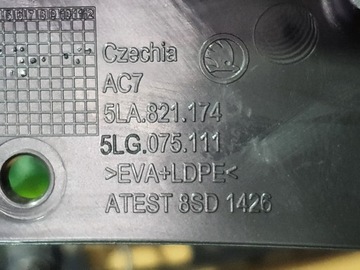 Czechia
AC7
5LA.821.174
5LG.075.111
>EVA+LDPE<
ATEST 8SD 1426